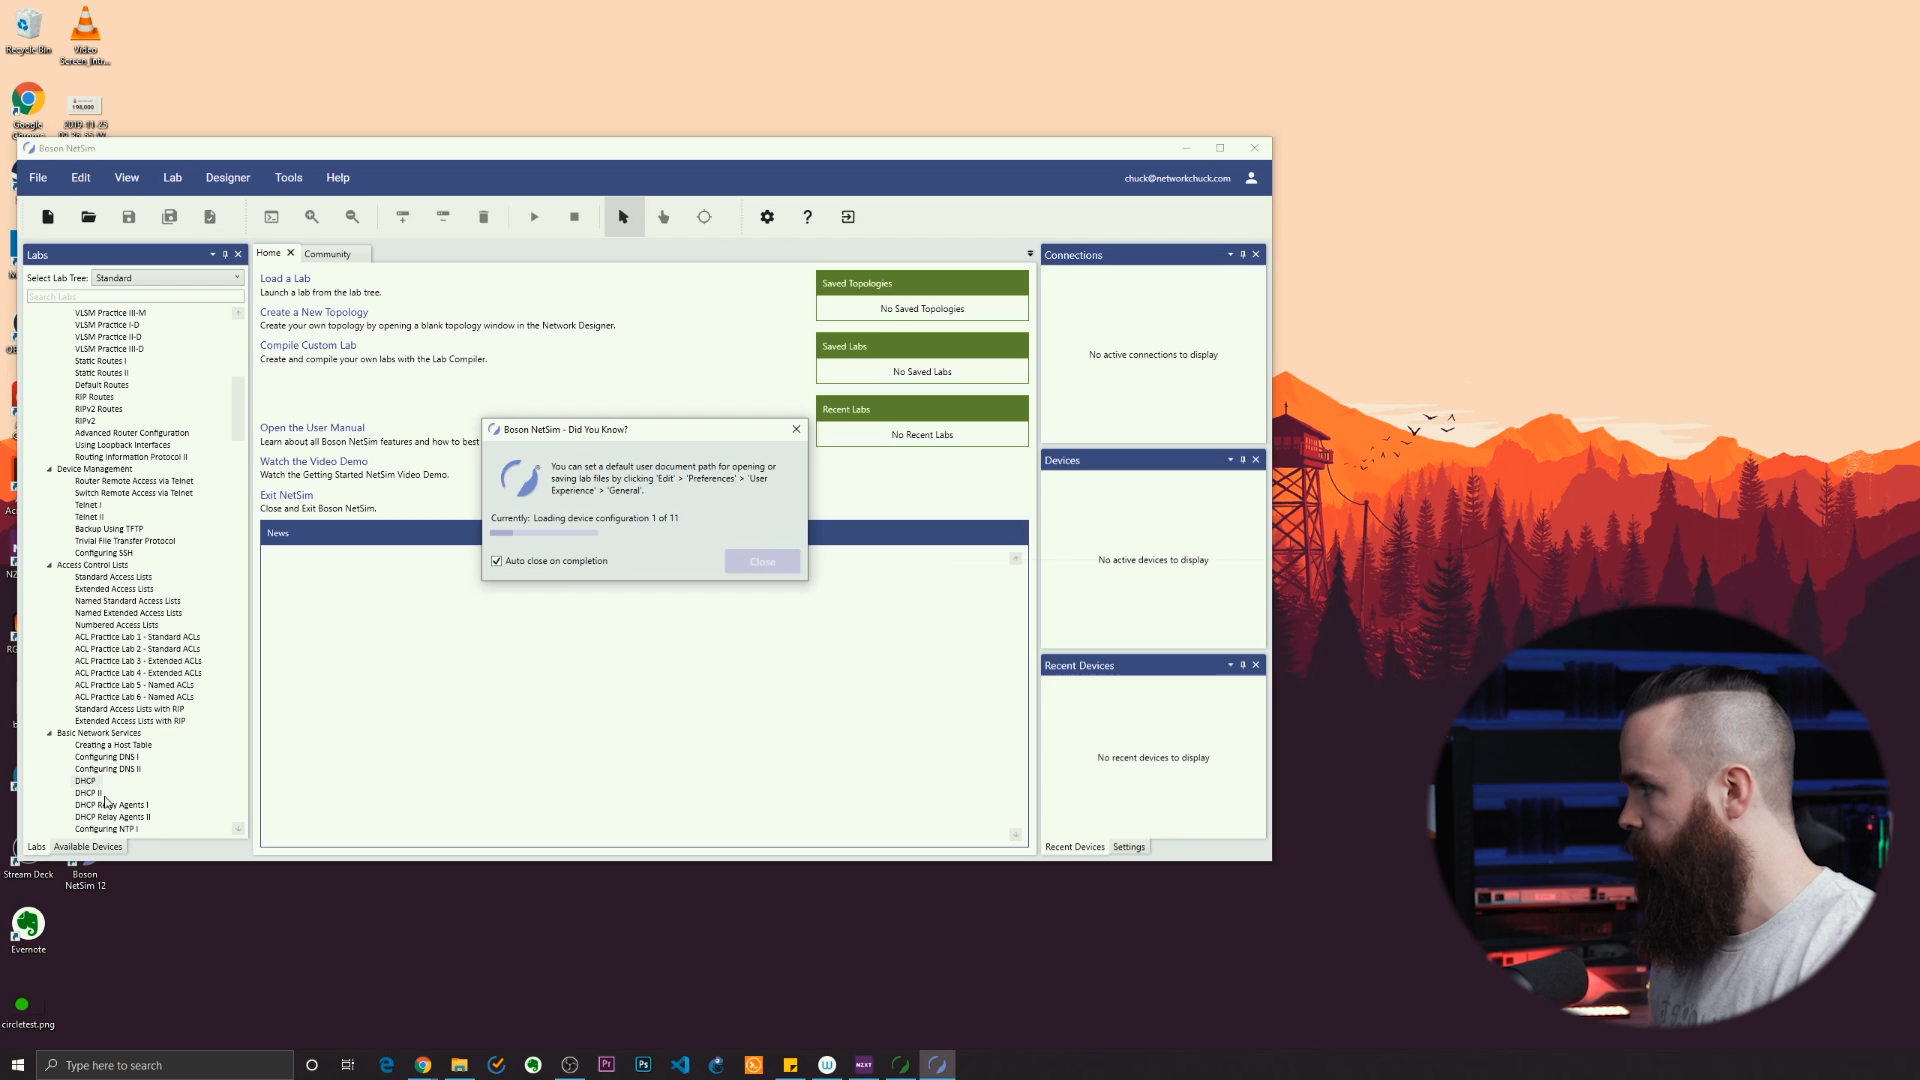 Recycle Bin
Video
Screen_Intr...
Google
198,000
2019-11-25
Boson NetSim
File Edit View Lab Designer Tools Help
chuck@networkchuck.com
Labs
Select Lab Tree: Standard
Search Labs
VLSM Practice III-M
VLSM Practice I-D
VLSM Practice II-D
VLSM Practice III-D
Static Routes I
Static Routes II
Default Routes
RIP Routes
RIPv2 Routes
RIPv2
Advanced Router Configuration
Using Loopback Interfaces
Routing Information Protocol II
Device Management
Router Remote Access via Telnet
Switch Remote Access via Telnet
Telnet I
Telnet II
Backup Using TFTP
Trivial File Transfer Protocol
Configuring SSH
Access Control Lists
Standard Access Lists
Extended Access Lists
Named Standard Access Lists
Named Extended Access Lists
Numbered Access Lists
ACL Practice Lab 1 - Standard ACLs
ACL Practice Lab 2 - Standard ACLs
ACL Practice Lab 3 - Extended ACLs
ACL Practice Lab 4 - Extended ACLs
ACL Practice Lab 5 - Named ACLs
ACL Practice Lab 6 - Named ACLs
Standard Access Lists with RIP
Extended Access Lists with RIP
Basic Network Services
Creating a Host Table
Configuring DNS I
Configuring DNS II
DHCP
DHCP II
DHCP Relay Agents I
DHCP Relay Agents II
Configuring NTP I
Labs Available Devices
Home Community
Load a Lab
Launch a lab from the lab tree.
Create a New Topology
Create your own topology by opening a blank topology window in the Network Designer.
Compile Custom Lab
Create and compile your own labs with the Lab Compiler.
Open the User Manual
Learn about all Boson NetSim features and how to best
Watch the Video Demo
Watch the Getting Started NetSim Video Demo.
Exit NetSim
Close and Exit Boson NetSim.
News
Saved Topologies
No Saved Topologies
Saved Labs
No Saved Labs
Recent Labs
No Recent Labs
Boson NetSim - Did You Know?
You can set a default user document path for opening or
saving lab files by clicking 'Edit' > 'Preferences' > 'User
Experience' > 'General'.
Currently: Loading device configuration 1 of 11
Auto close on completion
Close
Connections
No active connections to display
Devices
No active devices to display
Recent Devices
No recent devices to display
Recent Devices Settings
Stream Deck
Boson
NetSim 12
Evernote
circletest.png
Type here to search
Pr
Ps
NZXT